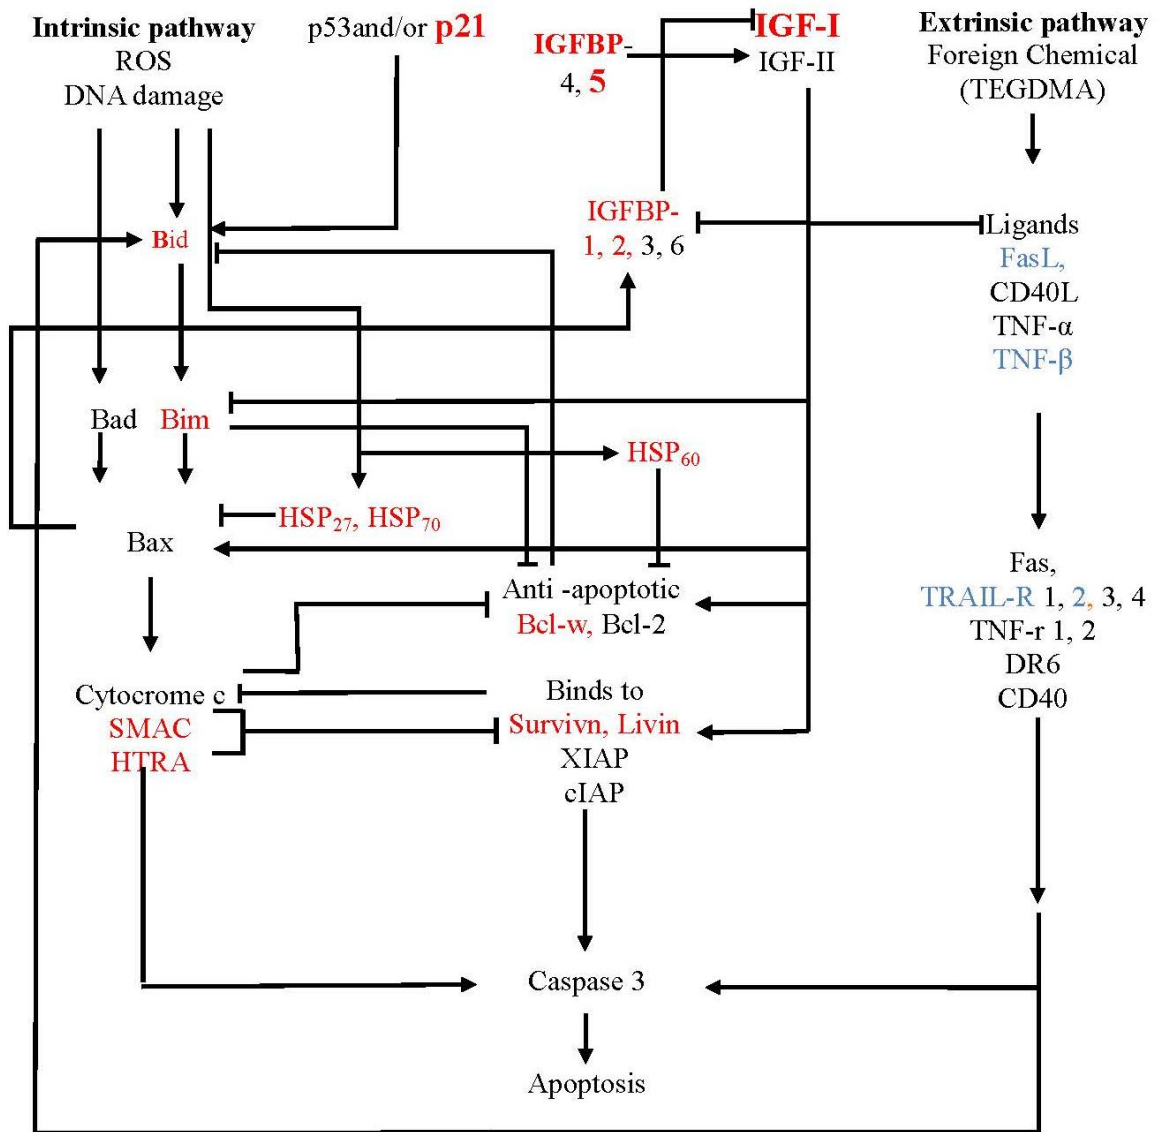 Intrinsic pathway
ROS
DNA damage
p53and/or p21
IGFBP-
4, 5
IGF-I
IGF-II
Extrinsic pathway
Foreign Chemical
(TEGDMA)
Bid
IGFBP-
1, 2, 3, 6
Ligands
FasL,
CD40L
TNF-α
TNF-β
Bad
Bim
HSP60
HSP27, HSP70
Bax
Anti -apoptotic
Bcl-w, Bcl-2
Fas,
TRAIL-R 1, 2, 3, 4
TNF-r 1, 2
DR6
CD40
Cytocrome c
SMAC
HTRA
Binds to
Survivn, Livin
XIAP
cIAP
Caspase 3
Apoptosis